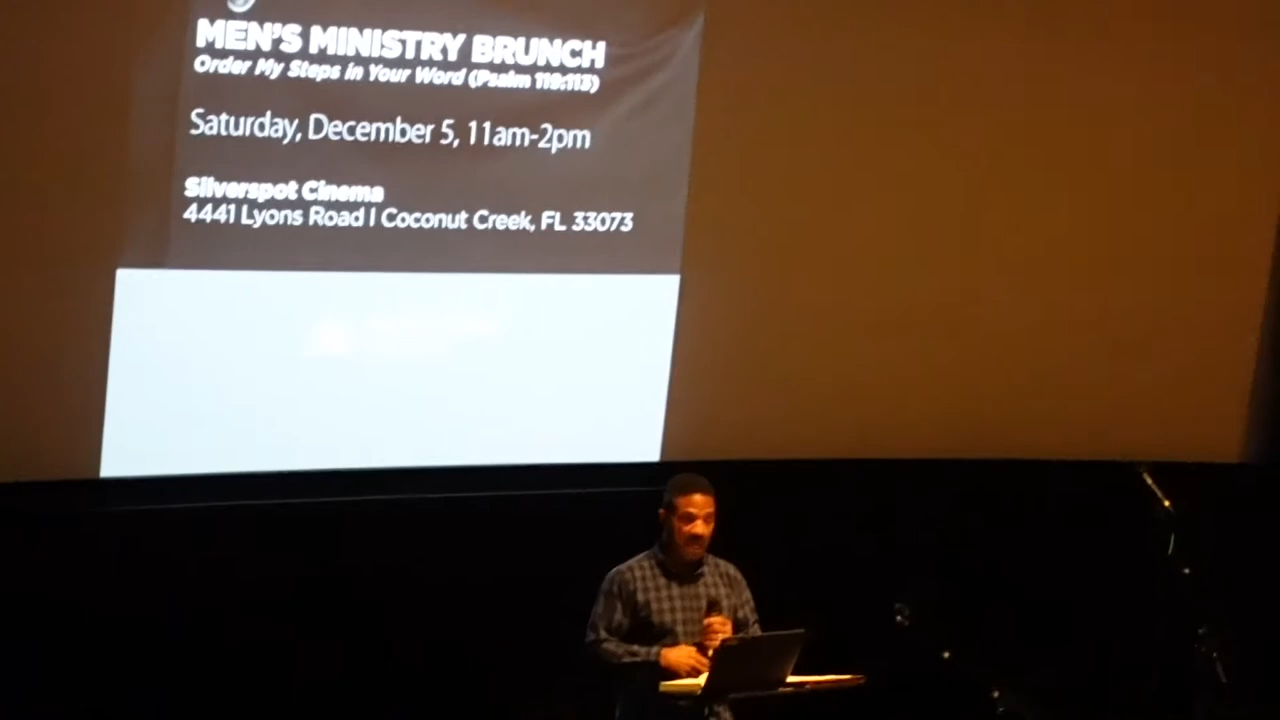 MEN'S MINISTRY BRUNCH
Order My Steps in Your Word (Psalm 119:113)
Saturday, December 5, 11am-2pm
Silverspot Cinema
4441 Lyons Road | Coconut Creek, FL 33073